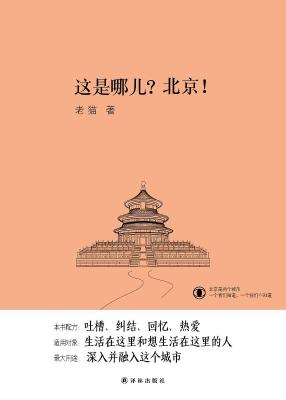 这是哪儿？北京！
老猫 著
北京是两个城市
一个我们知道，一个我们不知道
本书配方：吐槽、纠结、回忆、热爱
适用对象：生活在这里和想生活在这里的人
最大用途：深入并融入这个城市
译林出版社